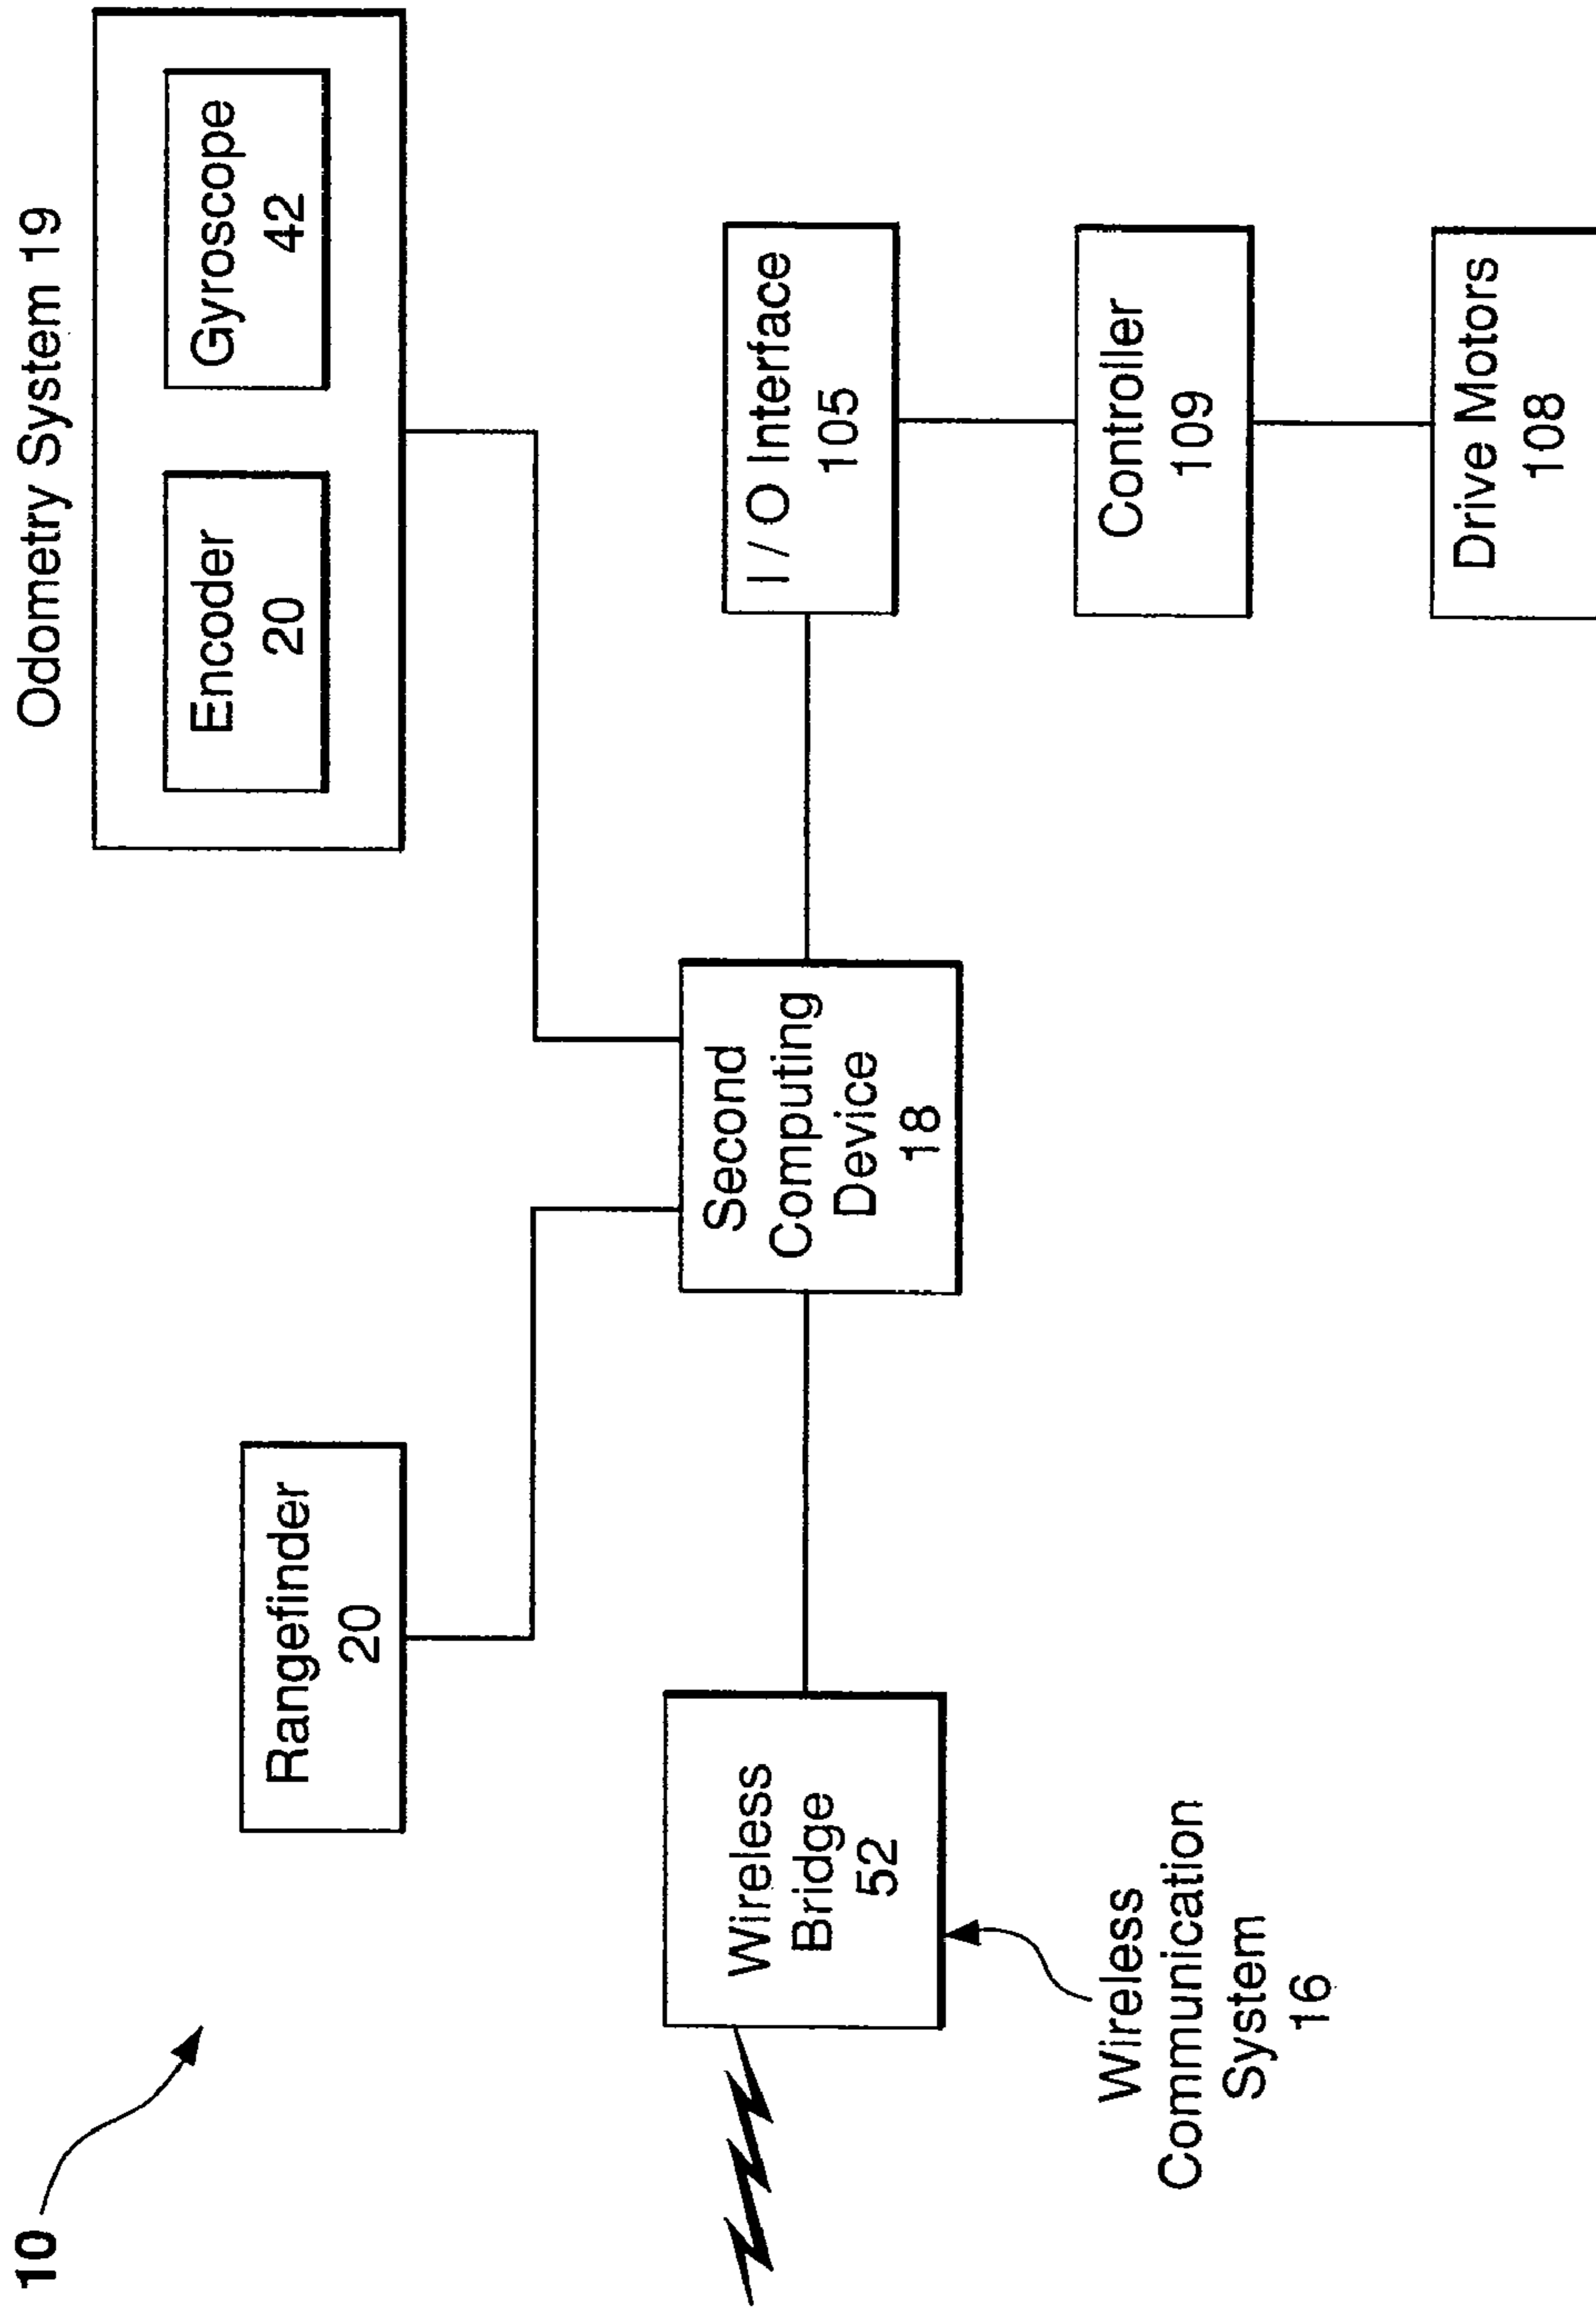 10
Odometry System 19
Encoder
20
Gyroscope
42
Rangefinder
20
Wireless
Bridge
52
Second
Computing
Device
18
I / O Interface
105
Controller
109
Drive Motors
108
Wireless
Communication
System
16